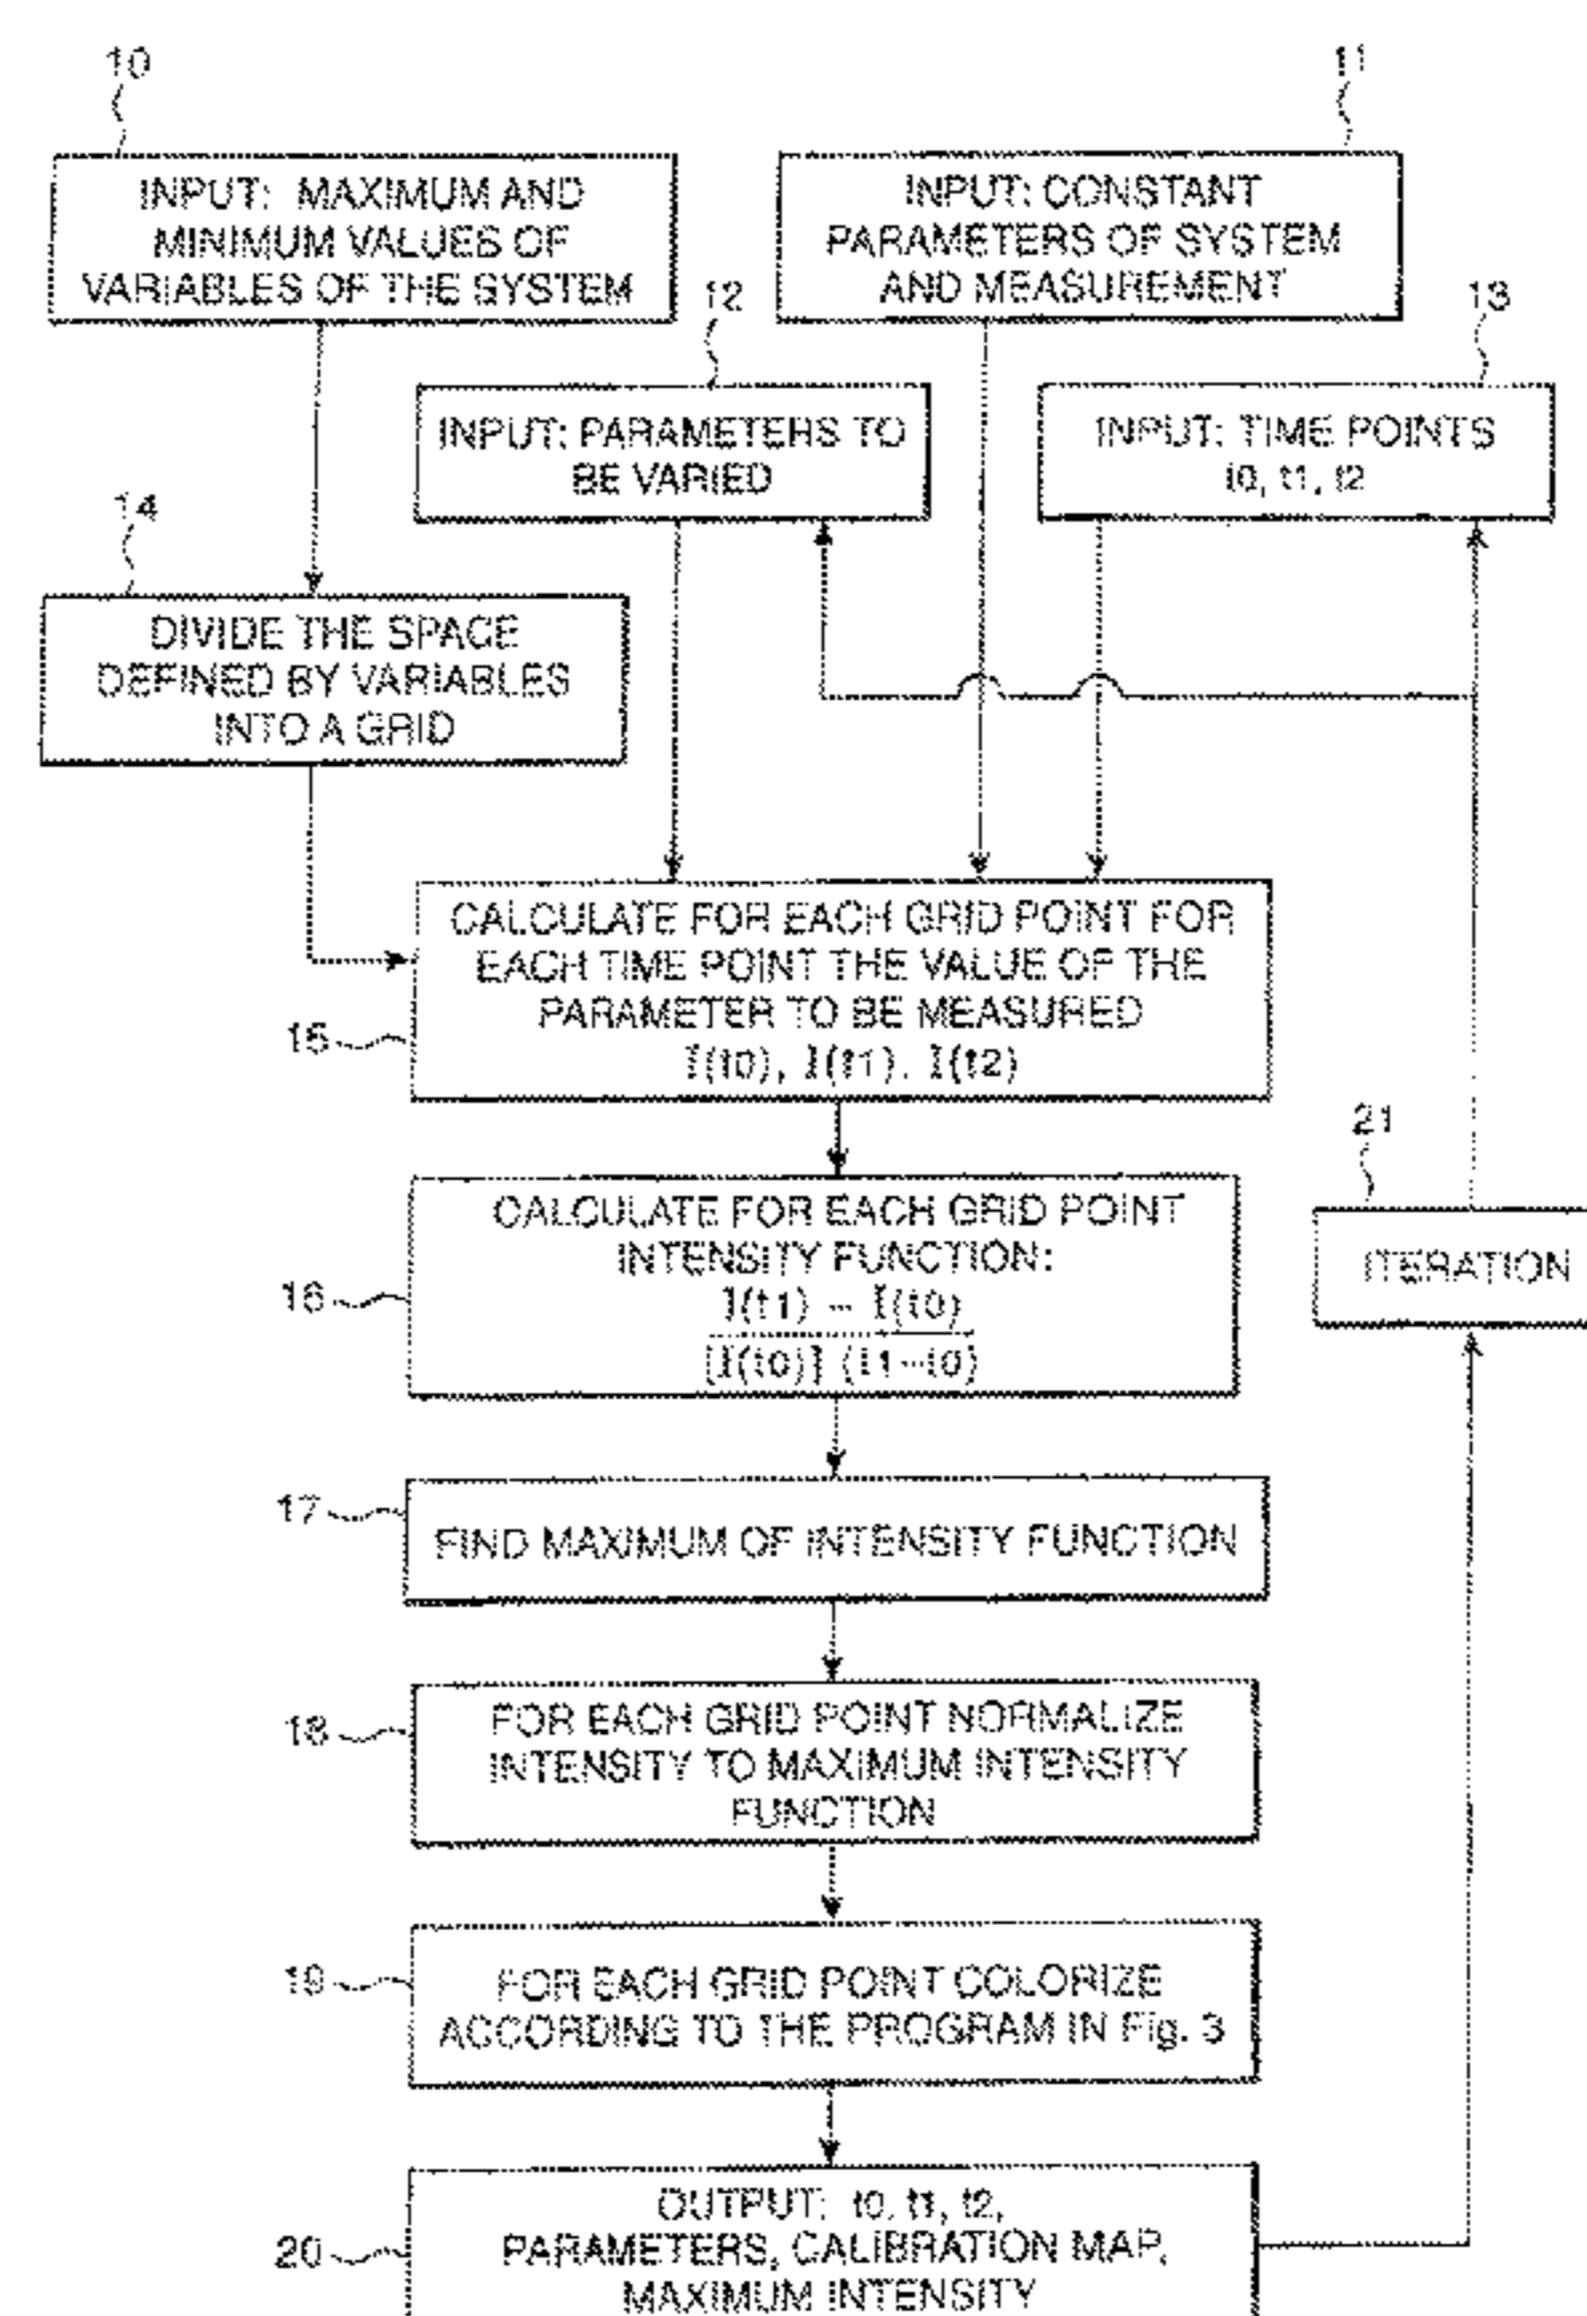 10
11
INPUT: MAXIMUM AND
MINIMUM VALUES OF
VARIABLES OF THE SYSTEM
INPUT: CONSTANT
PARAMETERS OF SYSTEM
AND MEASUREMENT
12
13
INPUT: PARAMETERS TO
BE VARIED
INPUT: TIME POINTS
t0, t1, t2
14
DIVIDE THE SPACE
DEFINED BY VARIABLES
INTO A GRID
CALCULATE FOR EACH GRID POINT FOR
EACH TIME POINT THE VALUE OF THE
PARAMETER TO BE MEASURED
I(t0), I(t1), I(t2)
15
21
CALCULATE FOR EACH GRID POINT
INTENSITY FUNCTION:
I(t1) - I(t0)
[I(t0)] (t1-t0)
16
ITERATION
17
FIND MAXIMUM OF INTENSITY FUNCTION
18
FOR EACH GRID POINT NORMALIZE
INTENSITY TO MAXIMUM INTENSITY
FUNCTION
19
FOR EACH GRID POINT COLORIZE
ACCORDING TO THE PROGRAM IN Fig. 3
20
OUTPUT: t0, t1, t2,
PARAMETERS, CALIBRATION MAP,
MAXIMUM INTENSITY